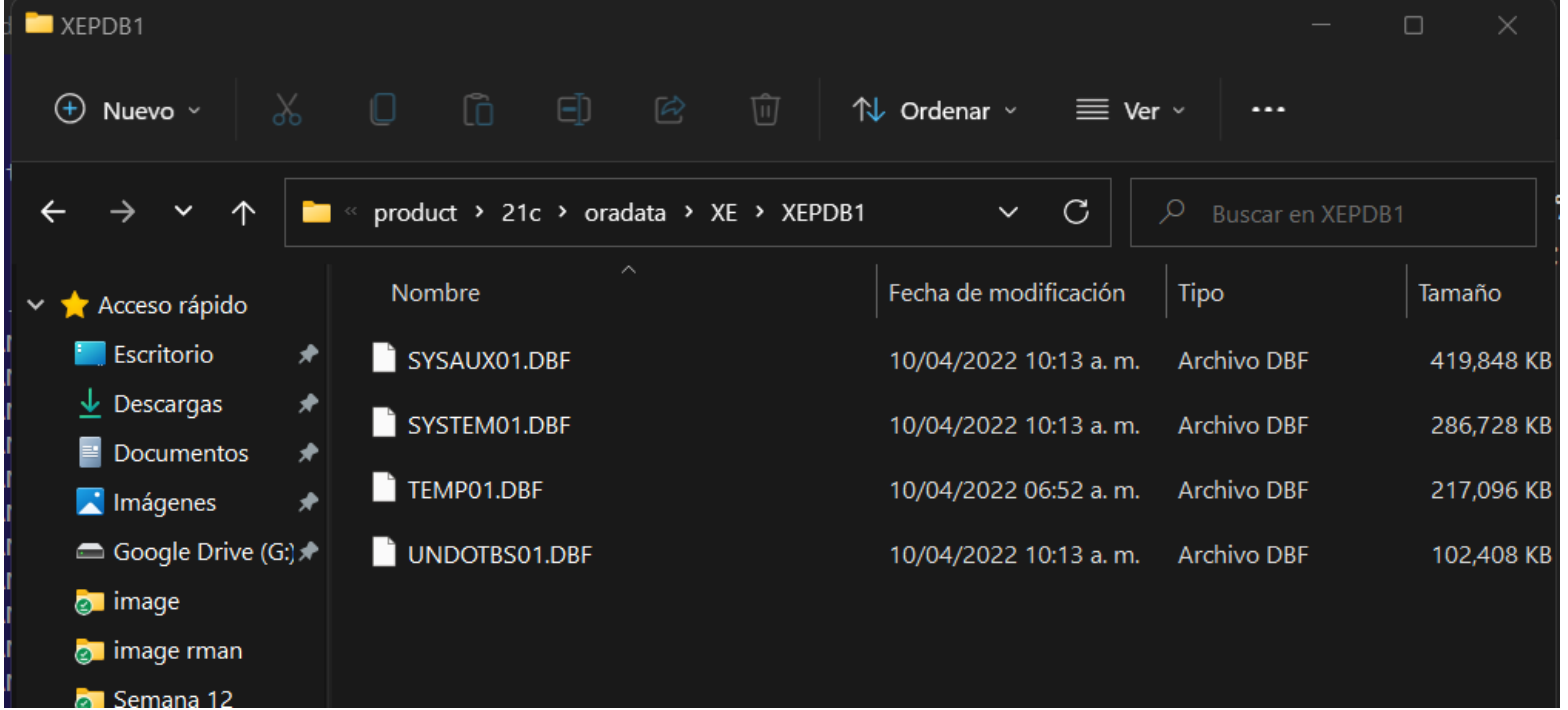 XEPDB1
Nuevo Ordenar Ver
« product > 21c > oradata > XE > XEPDB1 Buscar en XEPDB1
Nombre Fecha de modificación Tipo Tamaño
Acceso rápido
Escritorio
Descargas
Documentos
Imágenes
Google Drive (G:)
image
image rman
Semana 12
SYSAUX01.DBF 10/04/2022 10:13 a. m. Archivo DBF 419,848 KB
SYSTEM01.DBF 10/04/2022 10:13 a. m. Archivo DBF 286,728 KB
TEMP01.DBF 10/04/2022 06:52 a. m. Archivo DBF 217,096 KB
UNDOTBS01.DBF 10/04/2022 10:13 a. m. Archivo DBF 102,408 KB